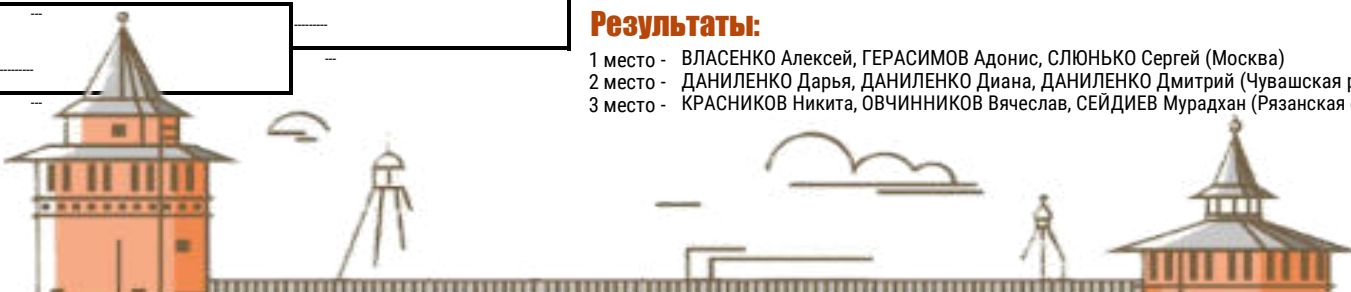 ---
---------
---------
---
---
Результаты:
1 место - ВЛАСЕНКО Алексей, ГЕРАСИМОВ Адонис, СЛЮНЬКО Сергей (Москва)
2 место - ДАНИЛЕНКО Дарья, ДАНИЛЕНКО Диана, ДАНИЛЕНКО Дмитрий (Чувашская
3 место - КРАСНИКОВ Никита, ОВЧИННИКОВ Вячеслав, СЕЙДИЕВ Мурадхан (Рязанская